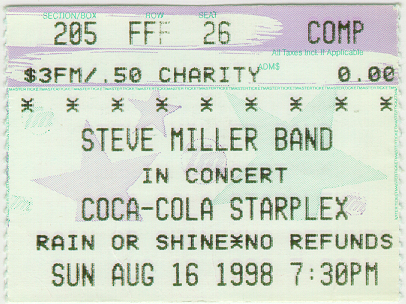 SECTION/BOX ROW SEAT
205 FFF 26 COMP
All Taxes Incl. If Applicable
$3FM/.50 CHARITY ADM$ 0.00
* * * * * * * * *
STEVE MILLER BAND
IN CONCERT
COCA-COLA STARPLEX
RAIN OR SHINE*NO REFUNDS
SUN AUG 16 1998 7:30PM